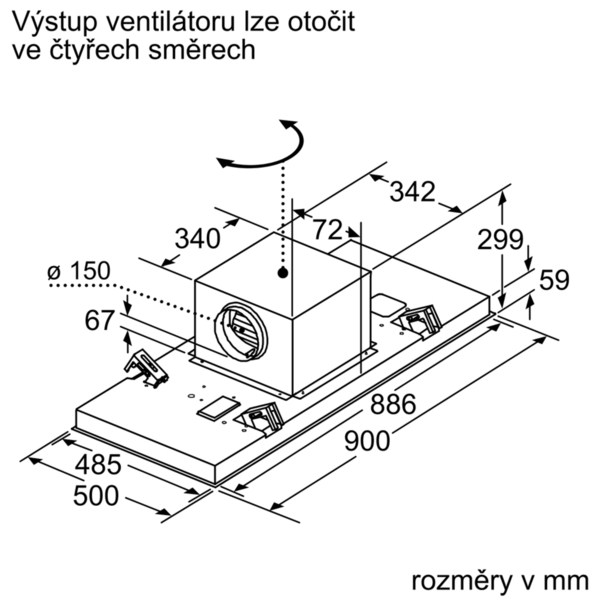 Výstup ventilátoru lze otočit
ve čtyřech směrech
342
340
72
299
ø 150
59
67
886
900
485
500
rozměry v mm